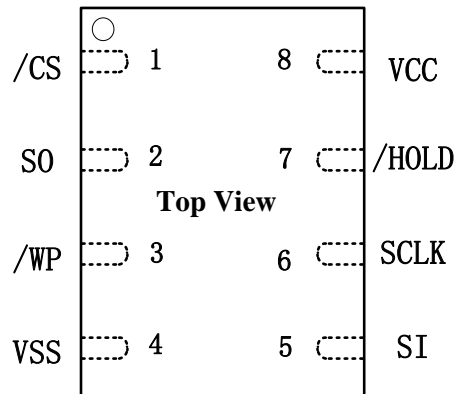 /CS 1 8 VCC
SO 2 7 /HOLD
Top View
/WP 3 6 SCLK
VSS 4 5 SI